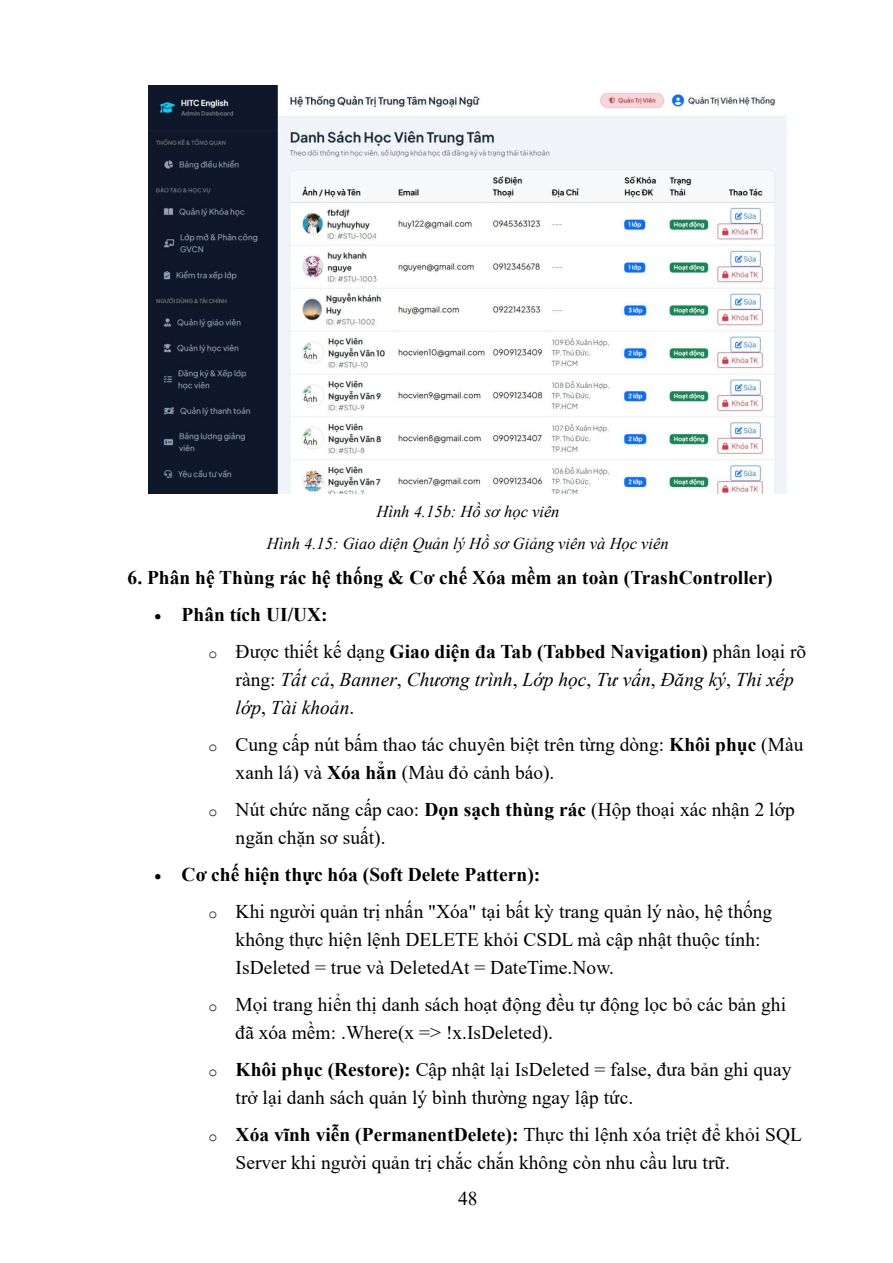 HITC English
Admin Dashboard
THỐNG KÊ & TỔNG QUAN
Bảng điều khiển
ĐÀO TẠO & HỌC VỤ
Quản lý Khóa học
Lớp mở & Phân công
GVCN
Kiểm tra xếp lớp
NGƯỜI DÙNG & TÀI CHÍNH
Quản lý giáo viên
Quản lý học viên
Đăng ký & Xếp lớp
học viên
Quản lý thanh toán
Bảng lương giảng
viên
Yêu cầu tư vấn
Hệ Thống Quản Trị Trung Tâm Ngoại Ngữ
Quản Trị Viên
Quản Trị Viên Hệ Thống
Danh Sách Học Viên Trung Tâm
Theo dõi thông tin học viên, số lượng khóa học đã đăng ký và trạng thái tài khoản
Ảnh / Họ và Tên Email Số Điện Thoại Địa Chỉ Số Khóa Học ĐK Trạng Thái Thao Tác
fbfdjf
huyhuyhuy huy122@gmail.com 0945363123 --- 1 lớp Hoạt động Sửa
ID: #STU-1004 Khóa TK
huy khanh
nguye nguyen@gmail.com 0912345678 --- 1 lớp Hoạt động Sửa
ID: #STU-1003 Khóa TK
Nguyễn khánh
Huy huy@gmail.com 0922142353 --- 3 lớp Hoạt động Sửa
ID: #STU-1002 Khóa TK
Ảnh Học Viên 109 Đỗ Xuân Hợp,
Nguyễn Văn 10 hocvien10@gmail.com 0909123409 TP. Thủ Đức, 2 lớp Hoạt động Sửa
ID: #STU-10 TP.HCM Khóa TK
Ảnh Học Viên 108 Đỗ Xuân Hợp,
Nguyễn Văn 9 hocvien9@gmail.com 0909123408 TP. Thủ Đức, 2 lớp Hoạt động Sửa
ID: #STU-9 TP.HCM Khóa TK
Ảnh Học Viên 107 Đỗ Xuân Hợp,
Nguyễn Văn 8 hocvien8@gmail.com 0909123407 TP. Thủ Đức, 2 lớp Hoạt động Sửa
ID: #STU-8 TP.HCM Khóa TK
Học Viên 106 Đỗ Xuân Hợp,
Nguyễn Văn 7 hocvien7@gmail.com 0909123406 TP. Thủ Đức, 2 lớp Hoạt động Sửa
ID: #STU-7 TP.HCM Khóa TK
Hình 4.15b: Hồ sơ học viên
Hình 4.15: Giao diện Quản lý Hồ sơ Giảng viên và Học viên
6. Phân hệ Thùng rác hệ thống & Cơ chế Xóa mềm an toàn (TrashController)
• Phân tích UI/UX:
o Được thiết kế dạng Giao diện đa Tab (Tabbed Navigation) phân loại rõ
ràng: Tất cả, Banner, Chương trình, Lớp học, Tư vấn, Đăng ký, Thi xếp
lớp, Tài khoản.
o Cung cấp nút bấm thao tác chuyên biệt trên từng dòng: Khôi phục (Màu
xanh lá) và Xóa hẳn (Màu đỏ cảnh báo).
o Nút chức năng cấp cao: Dọn sạch thùng rác (Hộp thoại xác nhận 2 lớp
ngăn chặn sơ suất).
• Cơ chế hiện thực hóa (Soft Delete Pattern):
o Khi người quản trị nhấn "Xóa" tại bất kỳ trang quản lý nào, hệ thống
không thực hiện lệnh DELETE khỏi CSDL mà cập nhật thuộc tính:
IsDeleted = true và DeletedAt = DateTime.Now.
o Mọi trang hiển thị danh sách hoạt động đều tự động lọc bỏ các bản ghi
đã xóa mềm: .Where(x => !x.IsDeleted).
o Khôi phục (Restore): Cập nhật lại IsDeleted = false, đưa bản ghi quay
trở lại danh sách quản lý bình thường ngay lập tức.
o Xóa vĩnh viễn (PermanentDelete): Thực thi lệnh xóa triệt để khỏi SQL
Server khi người quản trị chắc chắn không còn nhu cầu lưu trữ.
48